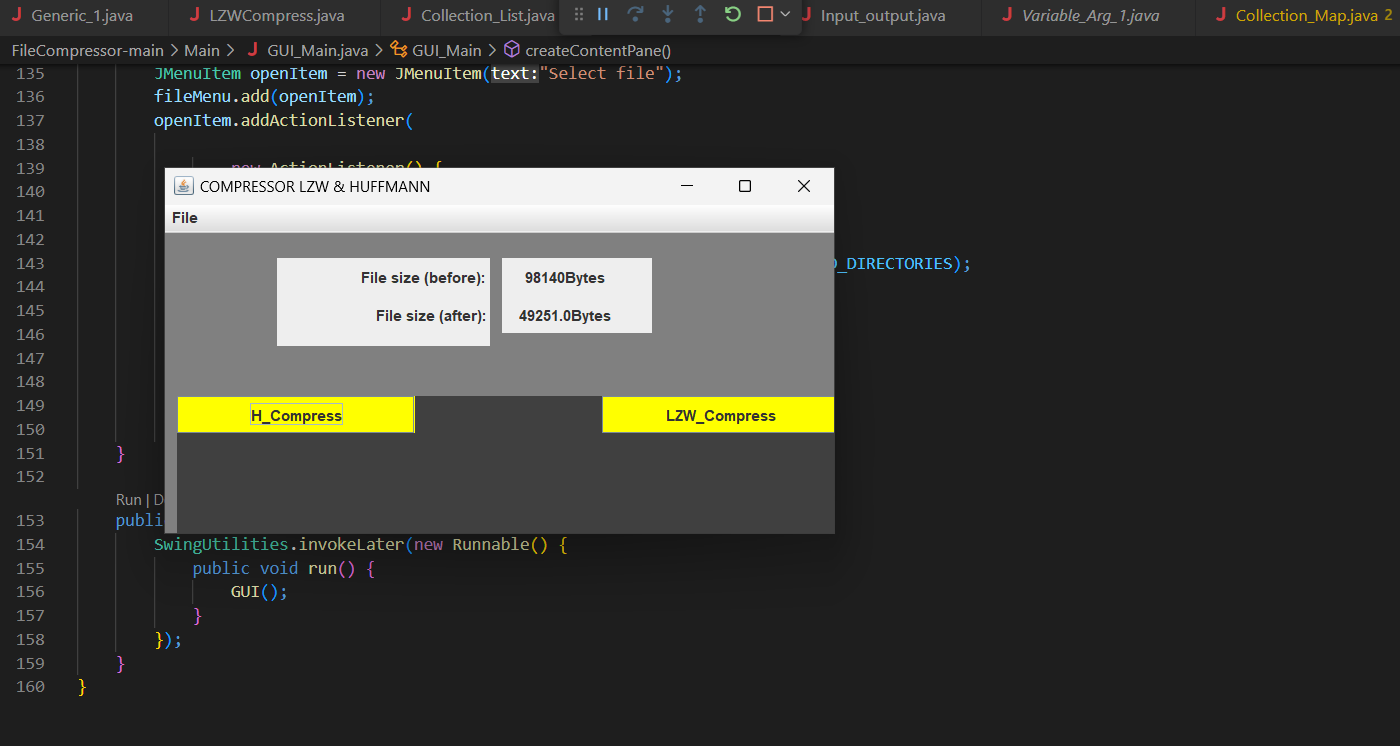 Generic_1.java LZWCompress.java Collection_List.java Input_output.java Variable_Arg_1.java Collection_Map.java 2
FileCompressor-main > Main > GUI_Main.java > GUI_Main > createContentPane()
135 JMenuItem openItem = new JMenuItem(text:"Select file");
136 fileMenu.add(openItem);
137 openItem.addActionListener(
138
139 new ActionListener() {
140
141
142
143 _DIRECTORIES);
144
145
146
147
148
149
150
151 }
152
COMPRESSOR LZW & HUFFMANN
File
File size (before): 98140Bytes
File size (after): 49251.0Bytes
H_Compress LZW_Compress
Run | D
153 publi
154 SwingUtilities.invokeLater(new Runnable() {
155 public void run() {
156 GUI();
157 }
158 });
159 }
160 }